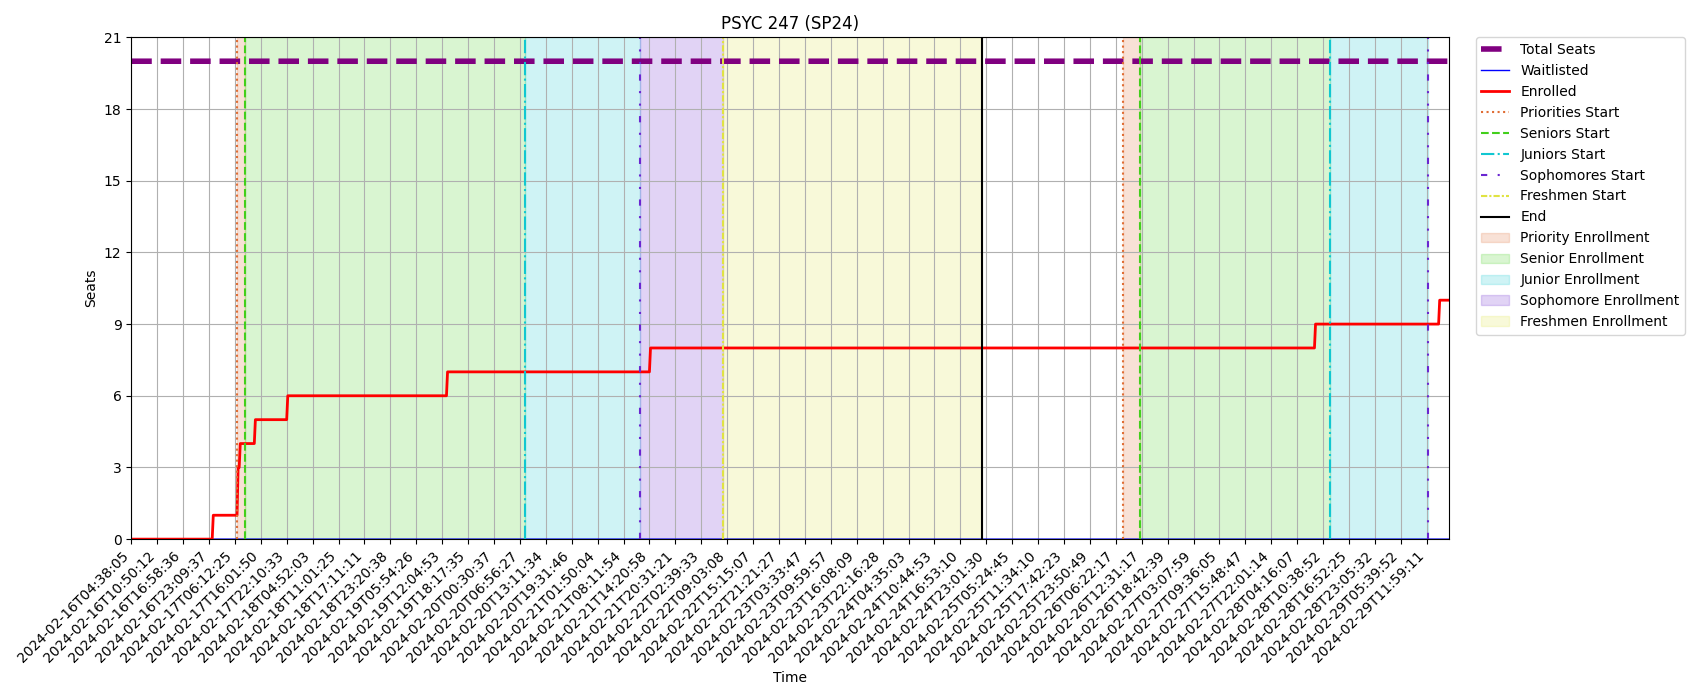 PSYC 247 (SP24)
21
18
15
12
9
6
3
0
Seats
2024-02-16T04:38:05
2024-02-16T10:50:12
2024-02-16T16:58:36
2024-02-16T23:09:37
2024-02-17T06:12:25
2024-02-17T16:01:50
2024-02-17T22:10:33
2024-02-18T04:52:03
2024-02-18T11:01:25
2024-02-18T17:11:11
2024-02-18T23:20:38
2024-02-19T05:54:26
2024-02-19T12:04:53
2024-02-19T18:17:35
2024-02-20T00:30:37
2024-02-20T06:56:27
2024-02-20T13:11:34
2024-02-20T19:31:46
2024-02-21T01:50:04
2024-02-21T08:11:54
2024-02-21T14:20:58
2024-02-21T20:31:21
2024-02-22T02:39:33
2024-02-22T09:03:08
2024-02-22T15:15:07
2024-02-22T21:21:27
2024-02-23T03:33:47
2024-02-23T09:59:57
2024-02-23T16:08:09
2024-02-23T22:16:28
2024-02-24T04:35:03
2024-02-24T10:44:53
2024-02-24T16:53:10
2024-02-24T23:01:30
2024-02-25T05:24:45
2024-02-25T11:34:10
2024-02-25T17:42:23
2024-02-25T23:50:49
2024-02-26T06:22:17
2024-02-26T12:31:17
2024-02-26T18:42:39
2024-02-27T03:07:59
2024-02-27T09:36:05
2024-02-27T15:48:47
2024-02-27T22:01:14
2024-02-28T04:16:07
2024-02-28T10:38:52
2024-02-28T16:52:25
2024-02-28T23:05:32
2024-02-29T05:39:52
2024-02-29T11:59:11
Time
Total Seats
Waitlisted
Enrolled
Priorities Start
Seniors Start
Juniors Start
Sophomores Start
Freshmen Start
End
Priority Enrollment
Senior Enrollment
Junior Enrollment
Sophomore Enrollment
Freshmen Enrollment